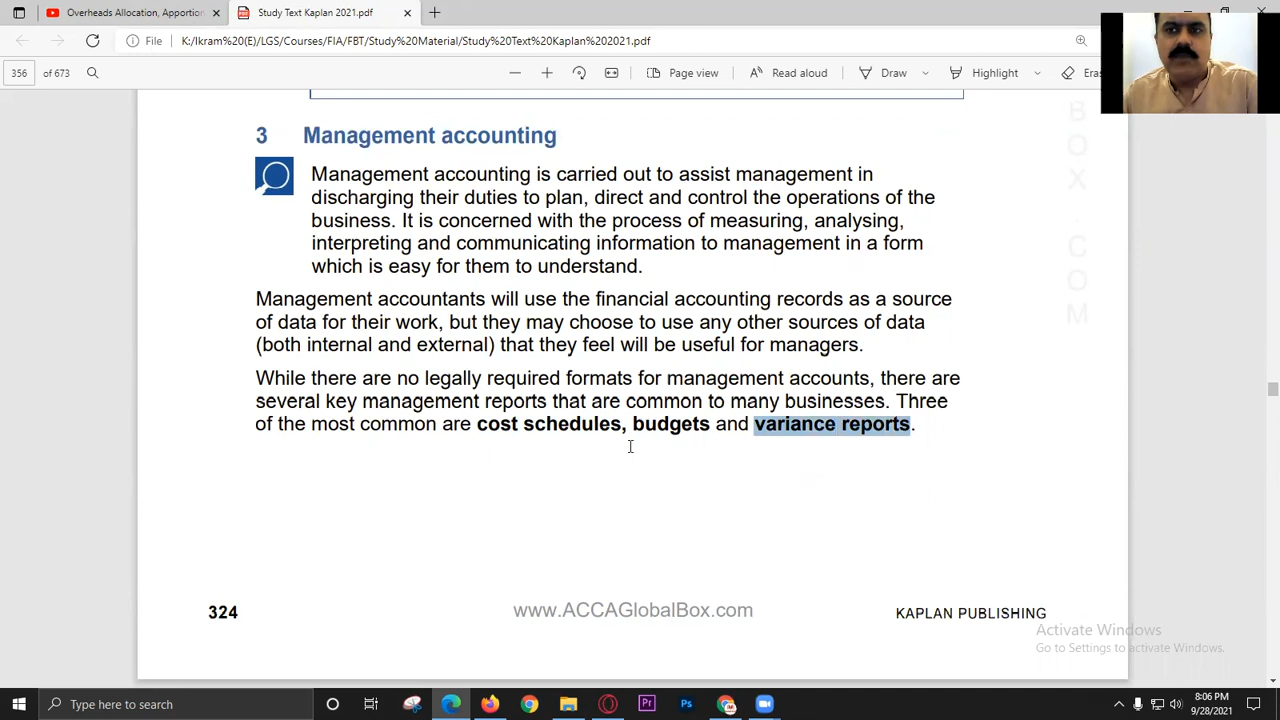 Overheads Allocation, Apportion
Study Text Kaplan 2021.pdf
File
K:/Ikram%20(E)/LGS/Courses/FIA/FBT/Study%20Material/Study%20Text%20Kaplan%202021.pdf
356 of 673
Page view
Read aloud
Draw
Highlight
Eras
3 Management accounting
Management accounting is carried out to assist management in
discharging their duties to plan, direct and control the operations of the
business. It is concerned with the process of measuring, analysing,
interpreting and communicating information to management in a form
which is easy for them to understand.
Management accountants will use the financial accounting records as a source
of data for their work, but they may choose to use any other sources of data
(both internal and external) that they feel will be useful for managers.
While there are no legally required formats for management accounts, there are
several key management reports that are common to many businesses. Three
of the most common are cost schedules, budgets and variance reports.
B
O
X
.
C
O
M
324
www.ACCAGlobalBox.com
KAPLAN PUBLISHING
Activate Windows
Go to Settings to activate Windows.
Type here to search
Pr
Ps
8:06 PM
9/28/2021